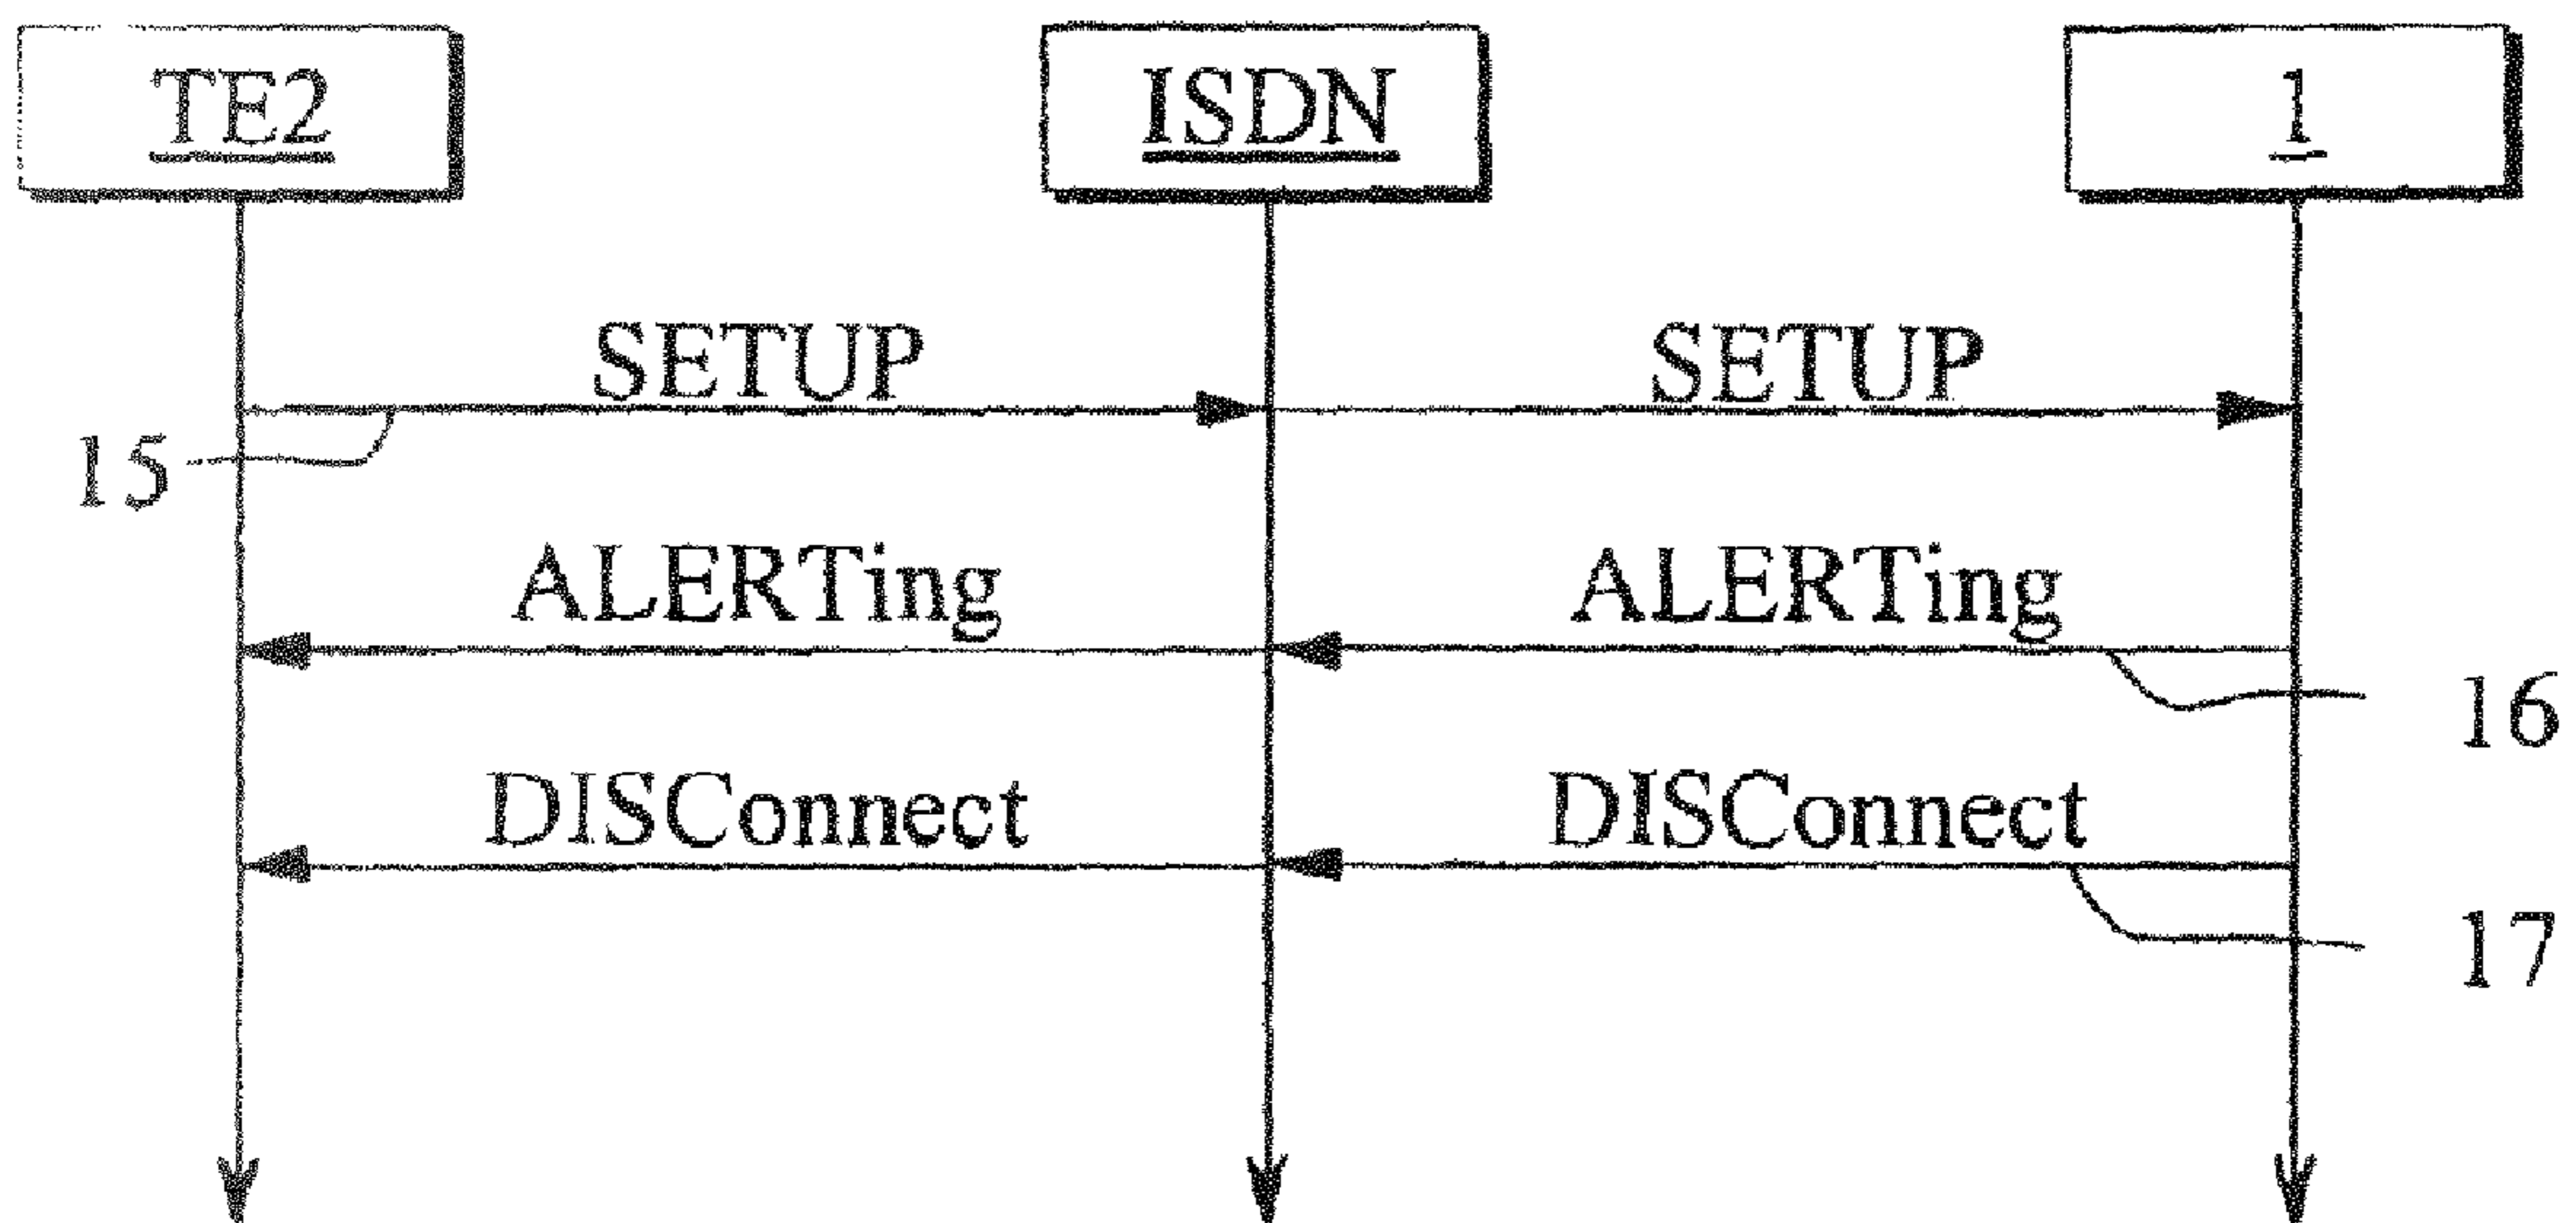 TE2 ISDN 1
SETUP SETUP
15
ALERTing ALERTing
16
DISConnect DISConnect
17